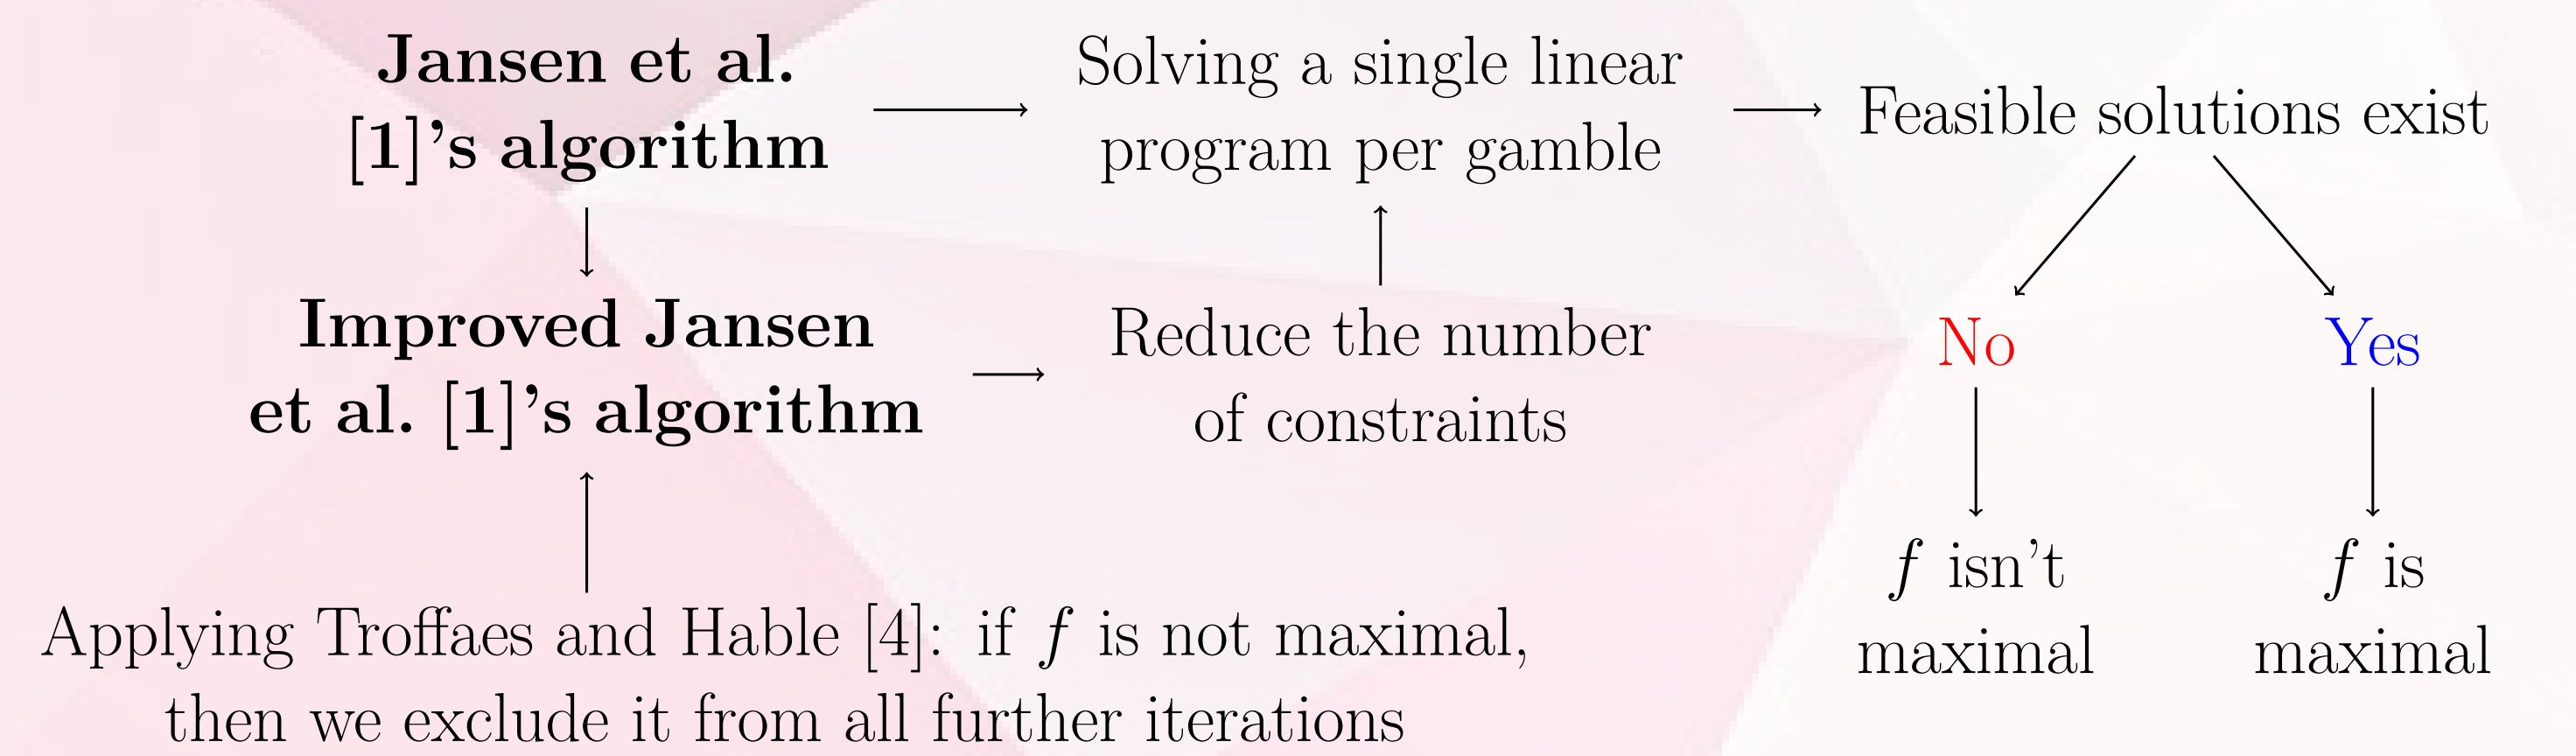 Jansen et al.
[1]'s algorithm
Solving a single linear
program per gamble
Feasible solutions exist
Improved Jansen
et al. [1]'s algorithm
Reduce the number
of constraints
No
Yes
f isn't
maximal
f is
maximal
Applying Troffaes and Hable [4]: if f is not maximal,
then we exclude it from all further iterations